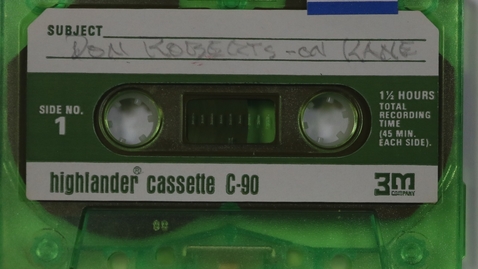 SUBJECT
DON ROBERTS - ON KANE
SIDE NO.
1
1½ HOURS
TOTAL
RECORDING
TIME
(45 MIN.
EACH SIDE).
highlander® cassette C-90
3M
COMPANY